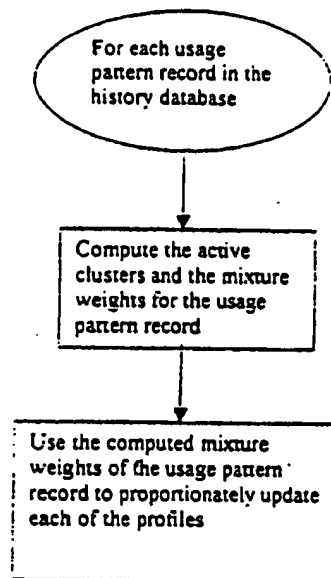 For each usage
pattern record in the
history database
Compute the active
clusters and the mixture
weights for the usage
pattern record
Use the computed mixture
weights of the usage pattern
record to proportionately update
each of the profiles